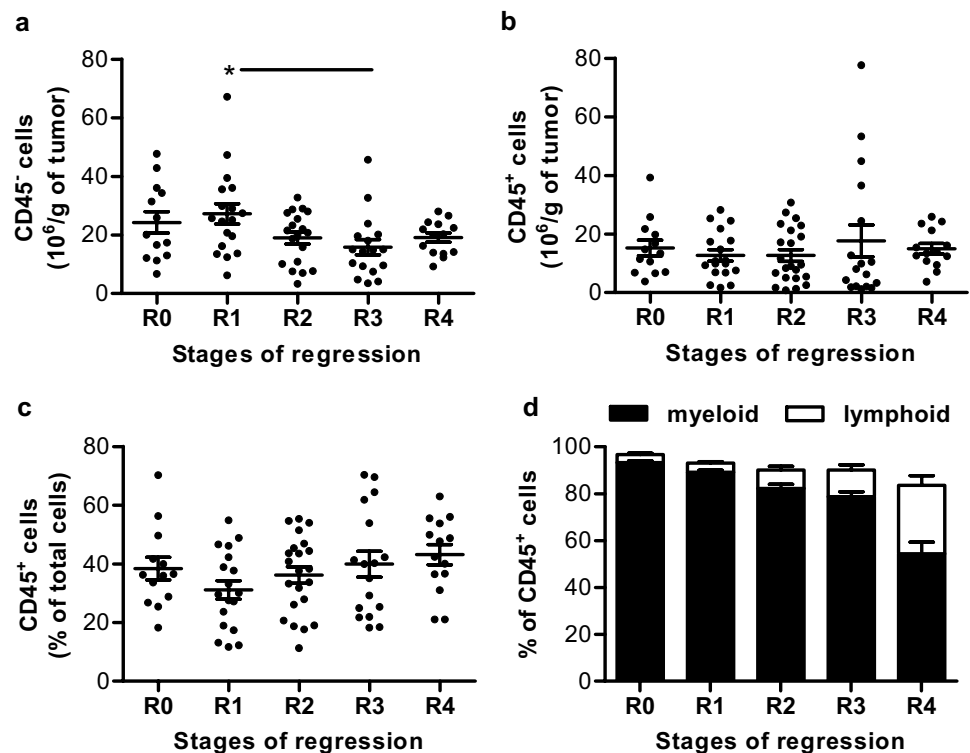 a
CD45⁻ cells
(10⁶/g of tumor)
80
60
40
20
0
*
R0 R1 R2 R3 R4
Stages of regression
b
CD45⁺ cells
(10⁶/g of tumor)
80
60
40
20
0
R0 R1 R2 R3 R4
Stages of regression
c
CD45⁺ cells
(% of total cells)
80
60
40
20
0
R0 R1 R2 R3 R4
Stages of regression
d
myeloid lymphoid
% of CD45⁺ cells
100
80
60
40
20
0
R0 R1 R2 R3 R4
Stages of regression